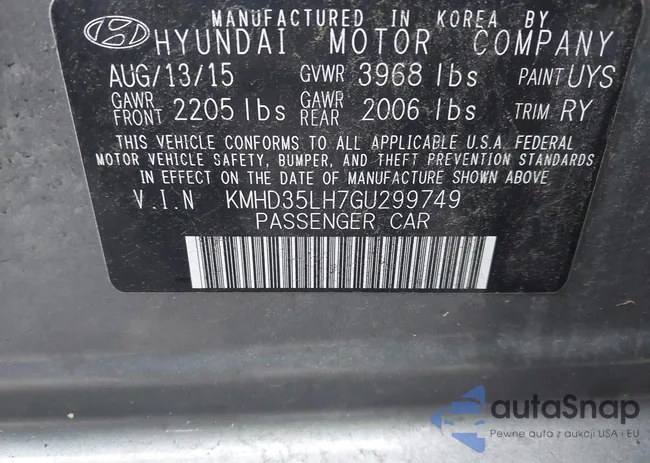 MANUFACTURED IN KOREA BY
HYUNDAI MOTOR COMPANY
AUG/13/15 GVWR 3968 lbs PAINT UYS
GAWR FRONT 2205 lbs GAWR REAR 2006 lbs TRIM RY
THIS VEHICLE CONFORMS TO ALL APPLICABLE U.S.A. FEDERAL
MOTOR VEHICLE SAFETY, BUMPER, AND THEFT PREVENTION STANDARDS
IN EFFECT ON THE DATE OF MANUFACTURE SHOWN ABOVE.
V.I.N KMHD35LH7GU299749
PASSENGER CAR
autaSnap
Pewne auta z aukcji USA i EU